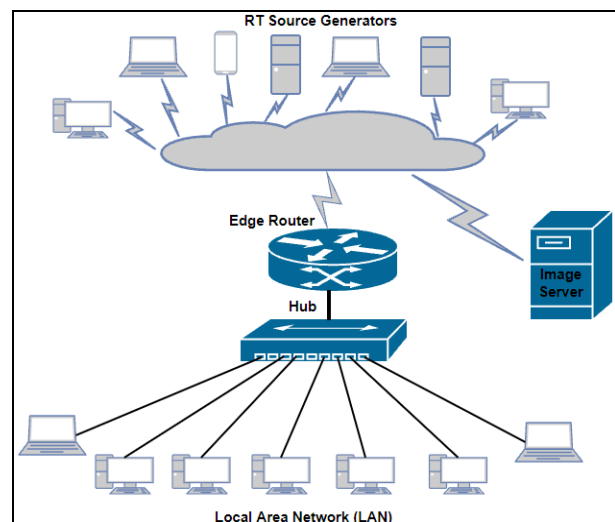 RT Source Generators
Edge Router
Image
Server
Hub
Local Area Network (LAN)